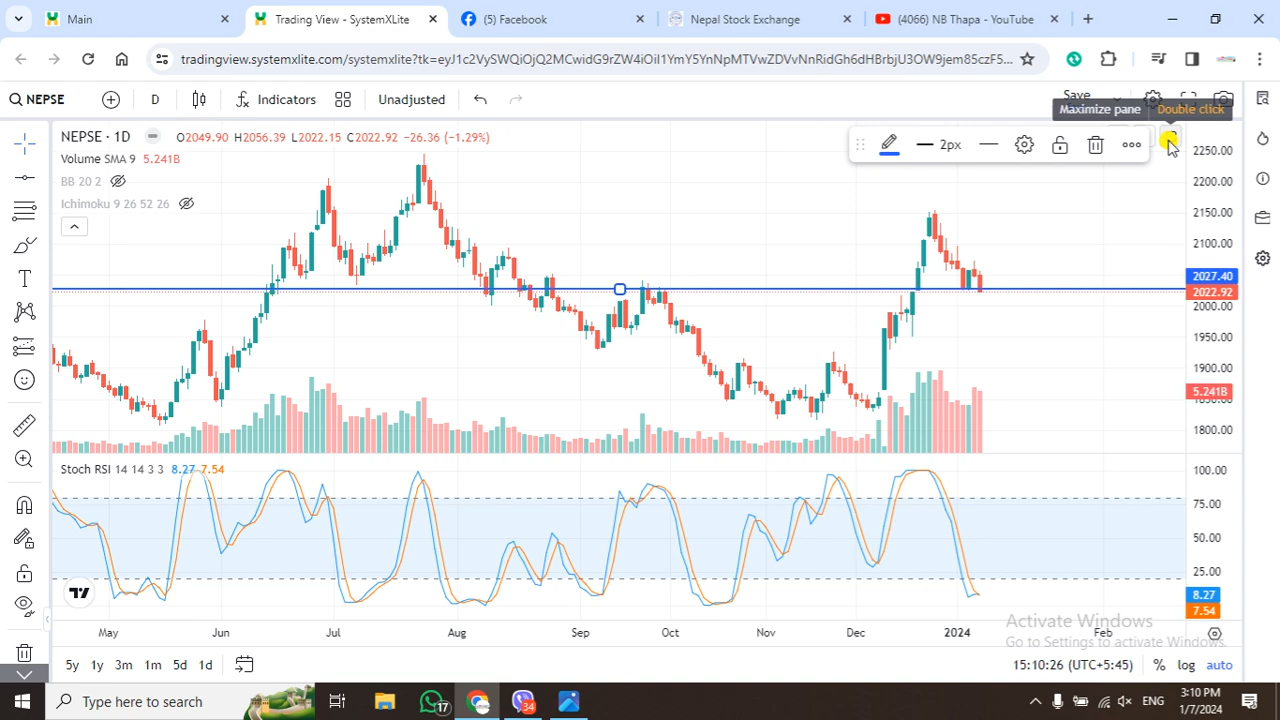 Main
Trading View - SystemXLite
(5) Facebook
Nepal Stock Exchange
(4066) NB Thapa - YouTube
tradingview.systemxlite.com/systemxlite?tk=eyJ1c2VySWQiOjQ2MCwidG9rZW4iOiI1YmY5YnNpMTVwZDVvNnRidGh6dHBrbjU3OW9jem85czF5...
NEPSE
D
Indicators
Unadjusted
Save
Maximize pane Double click
NEPSE · 1D
O2049.90 H2056.39 L2022.15 C2022.92 −26.36 (−1.29%)
2px
Volume SMA 9 5.241B
BB 20 2
Ichimoku 9 26 52 26
2250.00
2200.00
2150.00
2100.00
2027.40
2022.92
2000.00
1950.00
1900.00
5.241B
1850.00
1800.00
Stoch RSI 14 14 3 3 8.27 7.54
100.00
75.00
50.00
25.00
8.27
7.54
May Jun Jul Aug Sep Oct Nov Dec 2024 Feb
Activate Windows
Go to Settings to activate Windows.
5y 1y 3m 1m 5d 1d
15:10:26 (UTC+5:45) % log auto
Type here to search
17
34
ENG
3:10 PM
1/7/2024